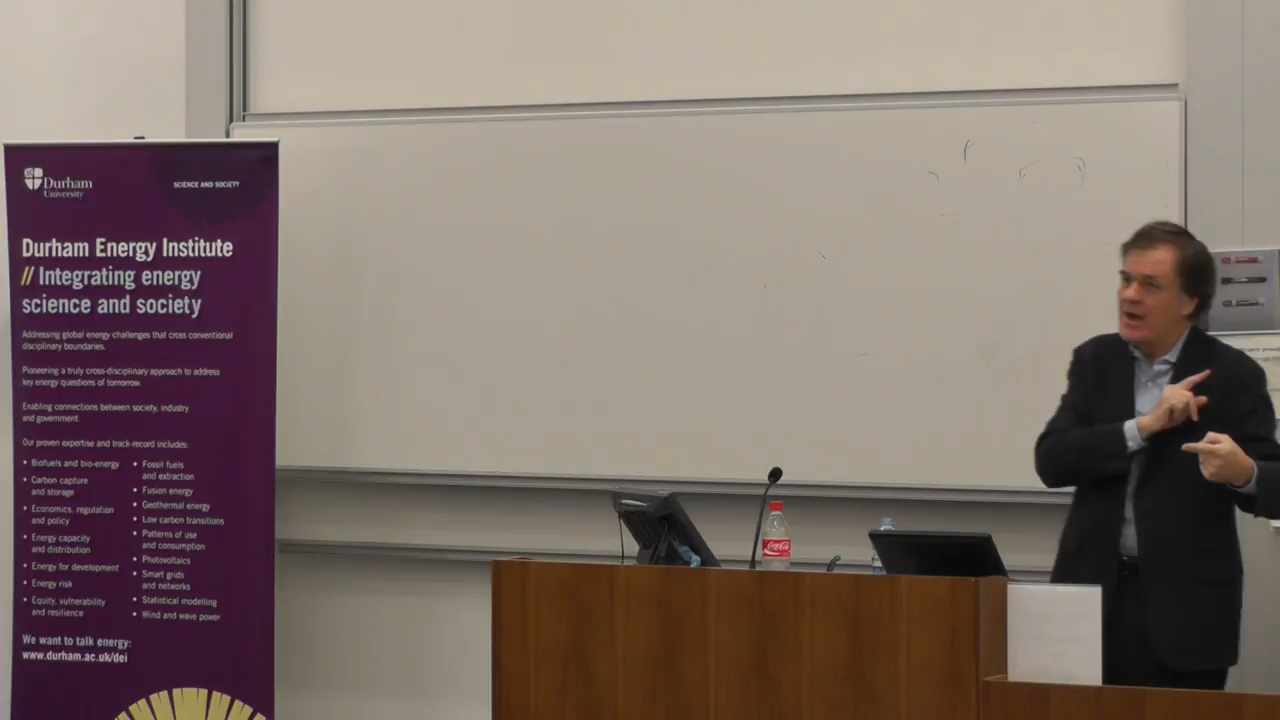 Durham
University
SCIENCE AND SOCIETY
Durham Energy Institute
// Integrating energy
science and society
Addressing global energy challenges that cross conventional
disciplinary boundaries.
Pioneering a truly cross-disciplinary approach to address
key energy questions of tomorrow.
Enabling connections between society, industry
and government.
Our proven expertise and track-record includes:
• Biofuels and bio-energy
• Carbon capture
and storage
• Economics, regulation
and policy
• Energy capacity
and distribution
• Energy for development
• Energy risk
• Equity, vulnerability
and resilience
• Fossil fuels
and extraction
• Fusion energy
• Geothermal energy
• Low carbon transitions
• Patterns of use
and consumption
• Photovoltaics
• Smart grids
and networks
• Statistical modelling
• Wind and wave power
We want to talk energy:
www.durham.ac.uk/dei
Coca-Cola